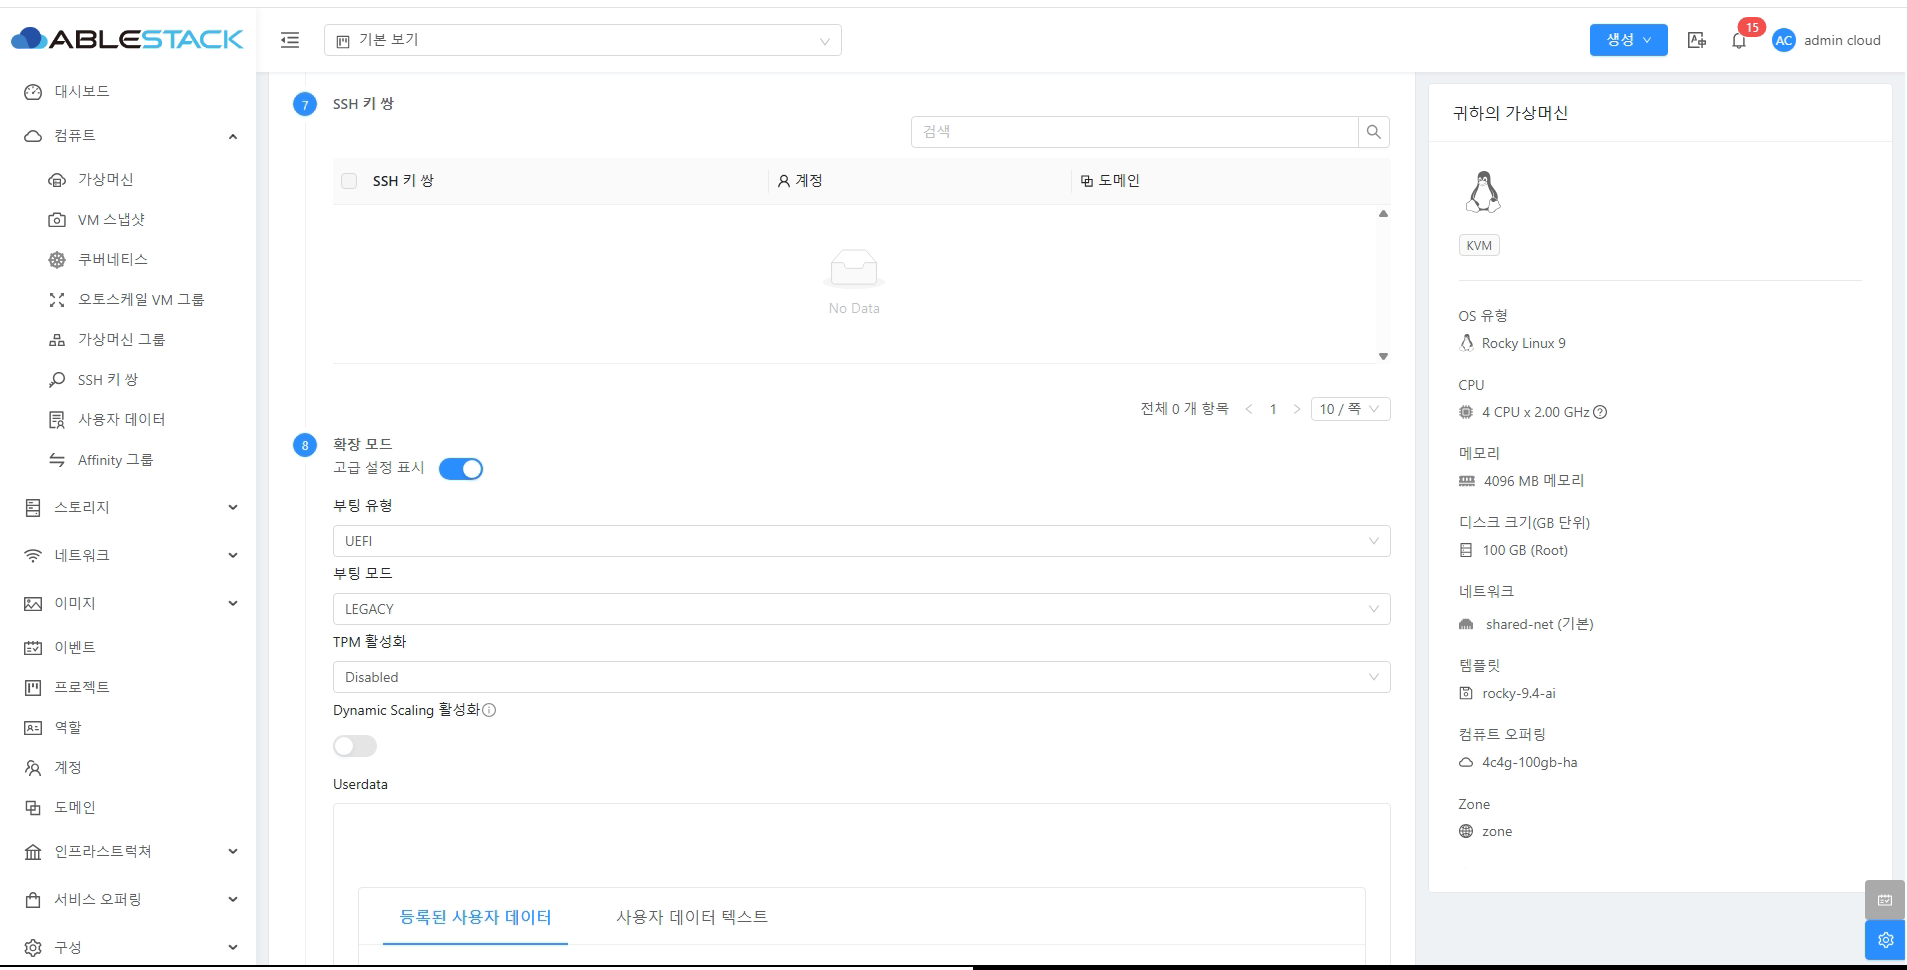 ABLESTACK
기본 보기
생성
15
AC
admin cloud
대시보드
컴퓨트
가상머신
VM 스냅샷
쿠버네티스
오토스케일 VM 그룹
가상머신 그룹
SSH 키 쌍
사용자 데이터
Affinity 그룹
스토리지
네트워크
이미지
이벤트
프로젝트
역할
계정
도메인
인프라스트럭쳐
서비스 오퍼링
구성
7
SSH 키 쌍
검색
SSH 키 쌍
계정
도메인
No Data
전체 0 개 항목
1
10 / 쪽
8
확장 모드
고급 설정 표시
부팅 유형
UEFI
부팅 모드
LEGACY
TPM 활성화
Disabled
Dynamic Scaling 활성화
Userdata
등록된 사용자 데이터
사용자 데이터 텍스트
귀하의 가상머신
KVM
OS 유형
Rocky Linux 9
CPU
4 CPU x 2.00 GHz
메모리
4096 MB 메모리
디스크 크기(GB 단위)
100 GB (Root)
네트워크
shared-net (기본)
템플릿
rocky-9.4-ai
컴퓨트 오퍼링
4c4g-100gb-ha
Zone
zone